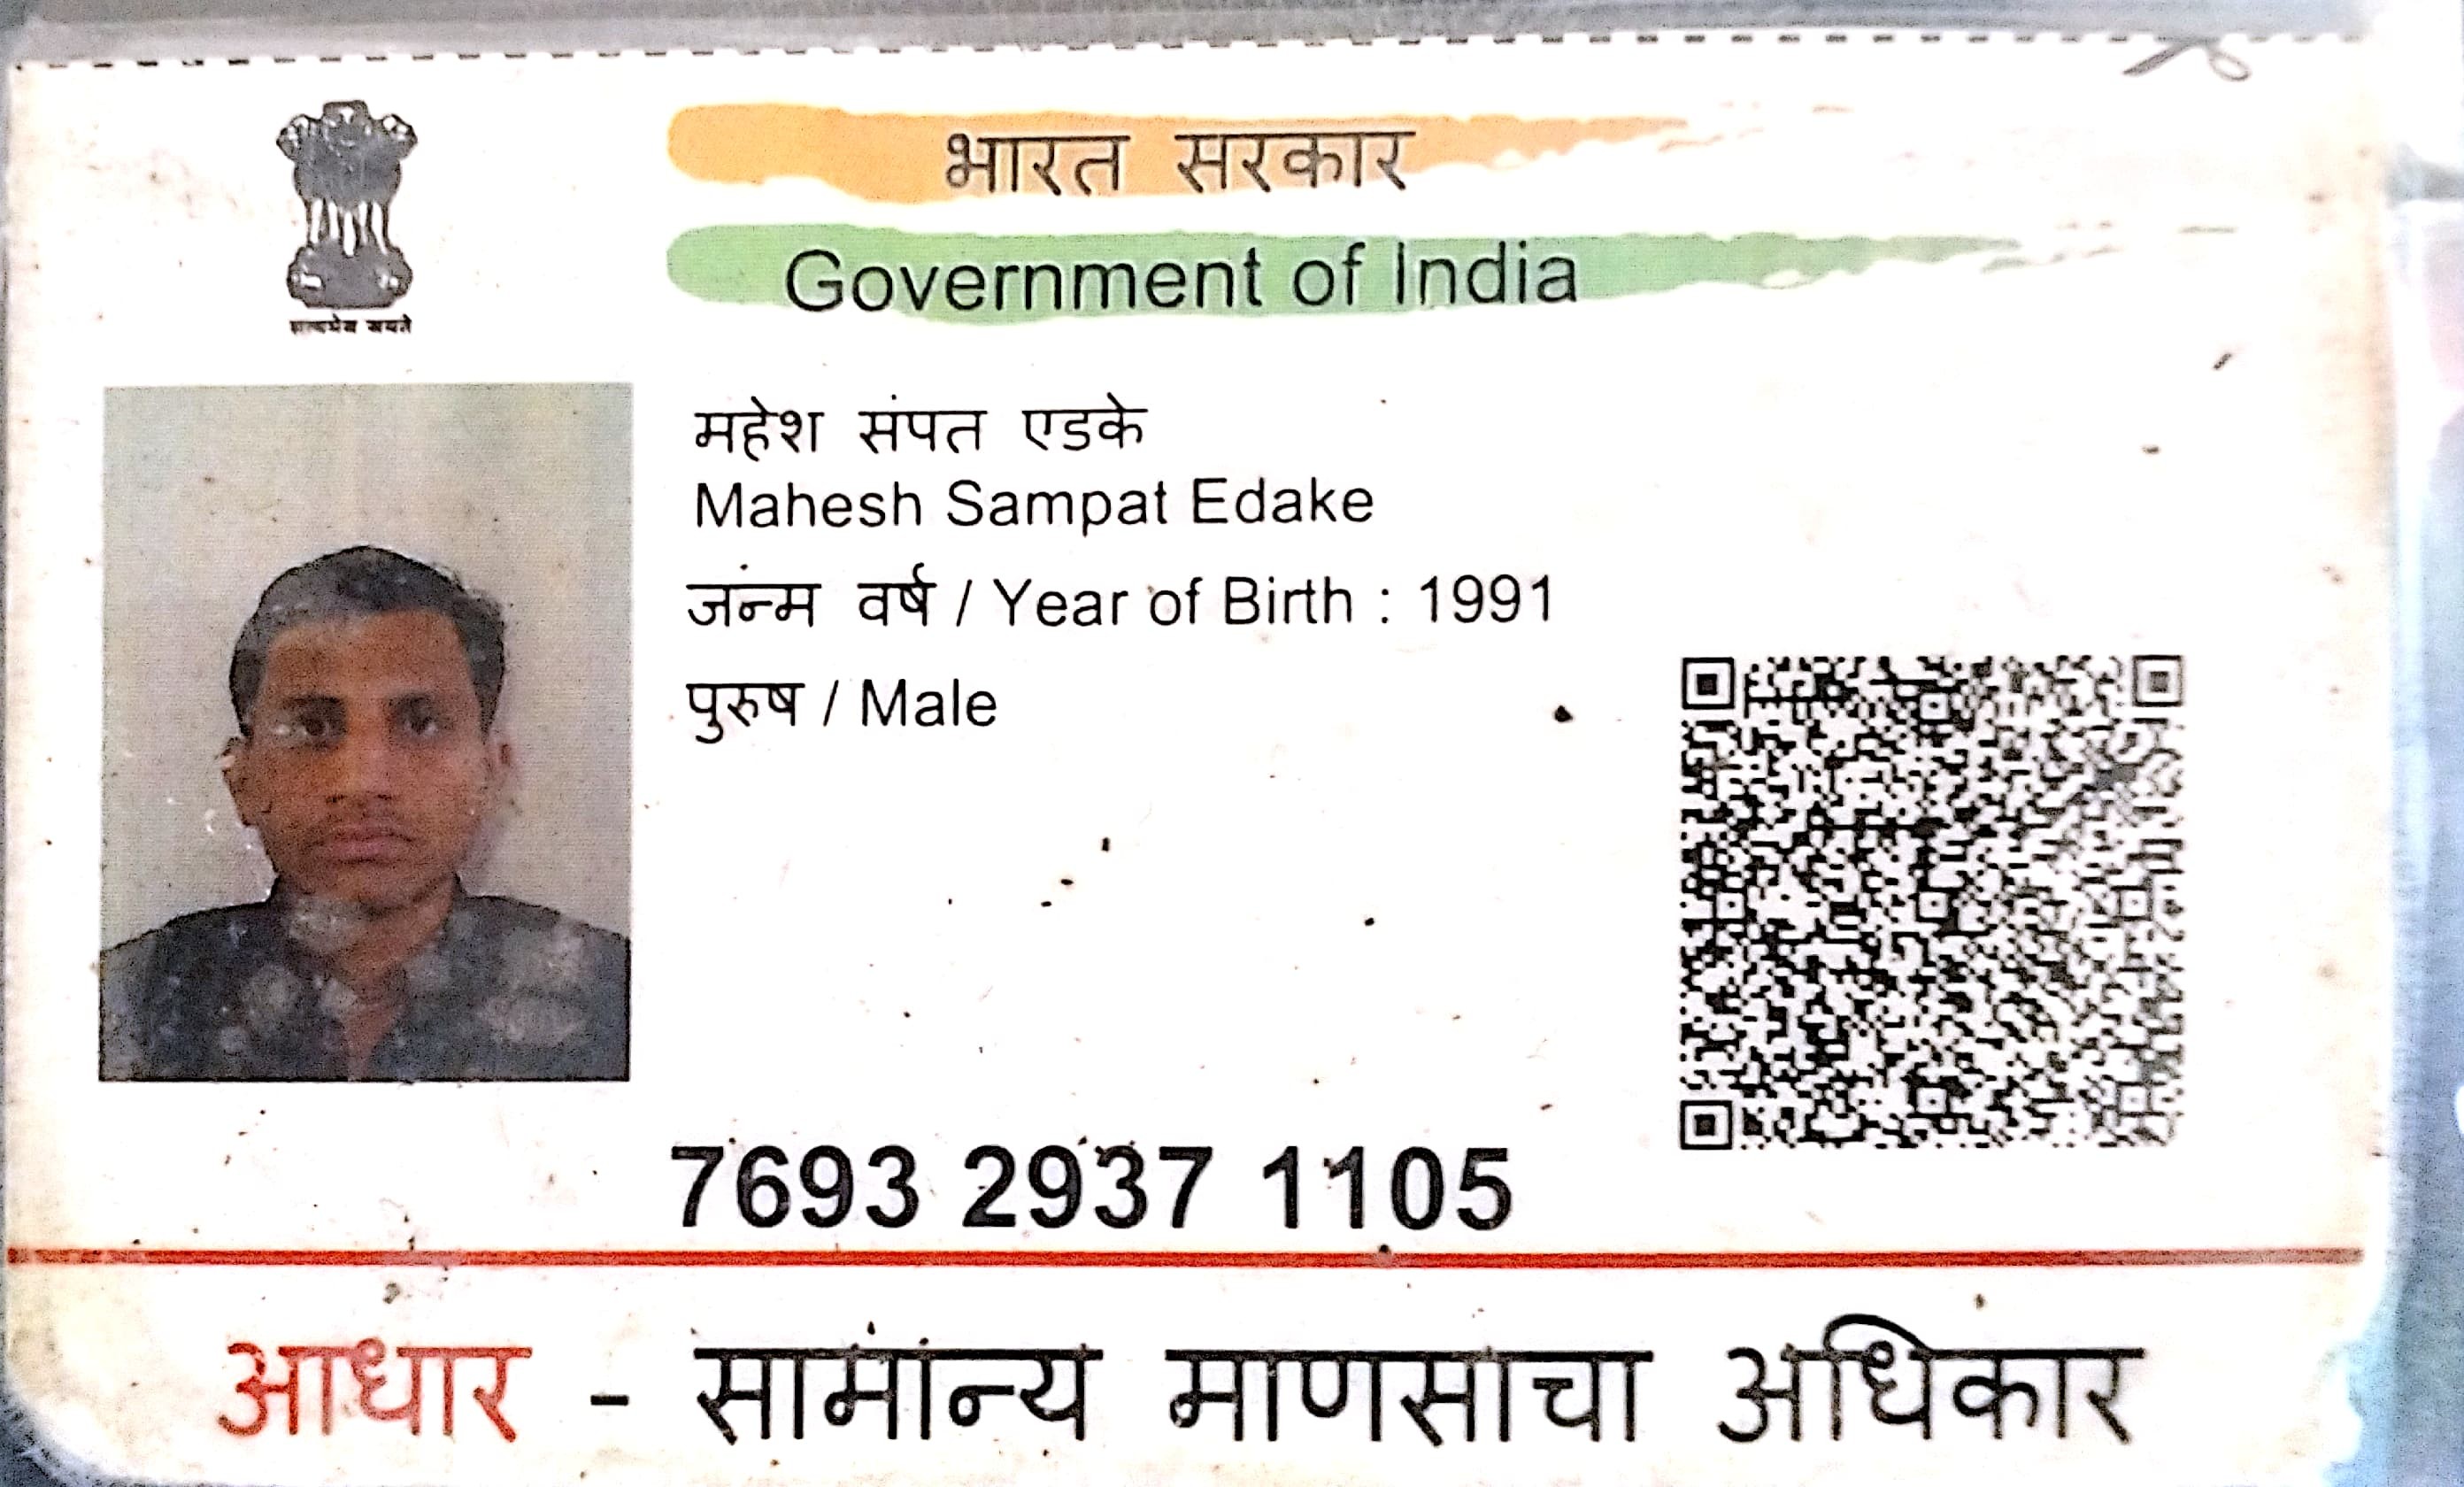 भारत सरकार
Government of India
सत्यमेव जयते
महेश संपत एडके
Mahesh Sampat Edake
जन्म वर्ष / Year of Birth : 1991
पुरुष / Male
7693 2937 1105
आधार - सामान्य माणसाचा अधिकार